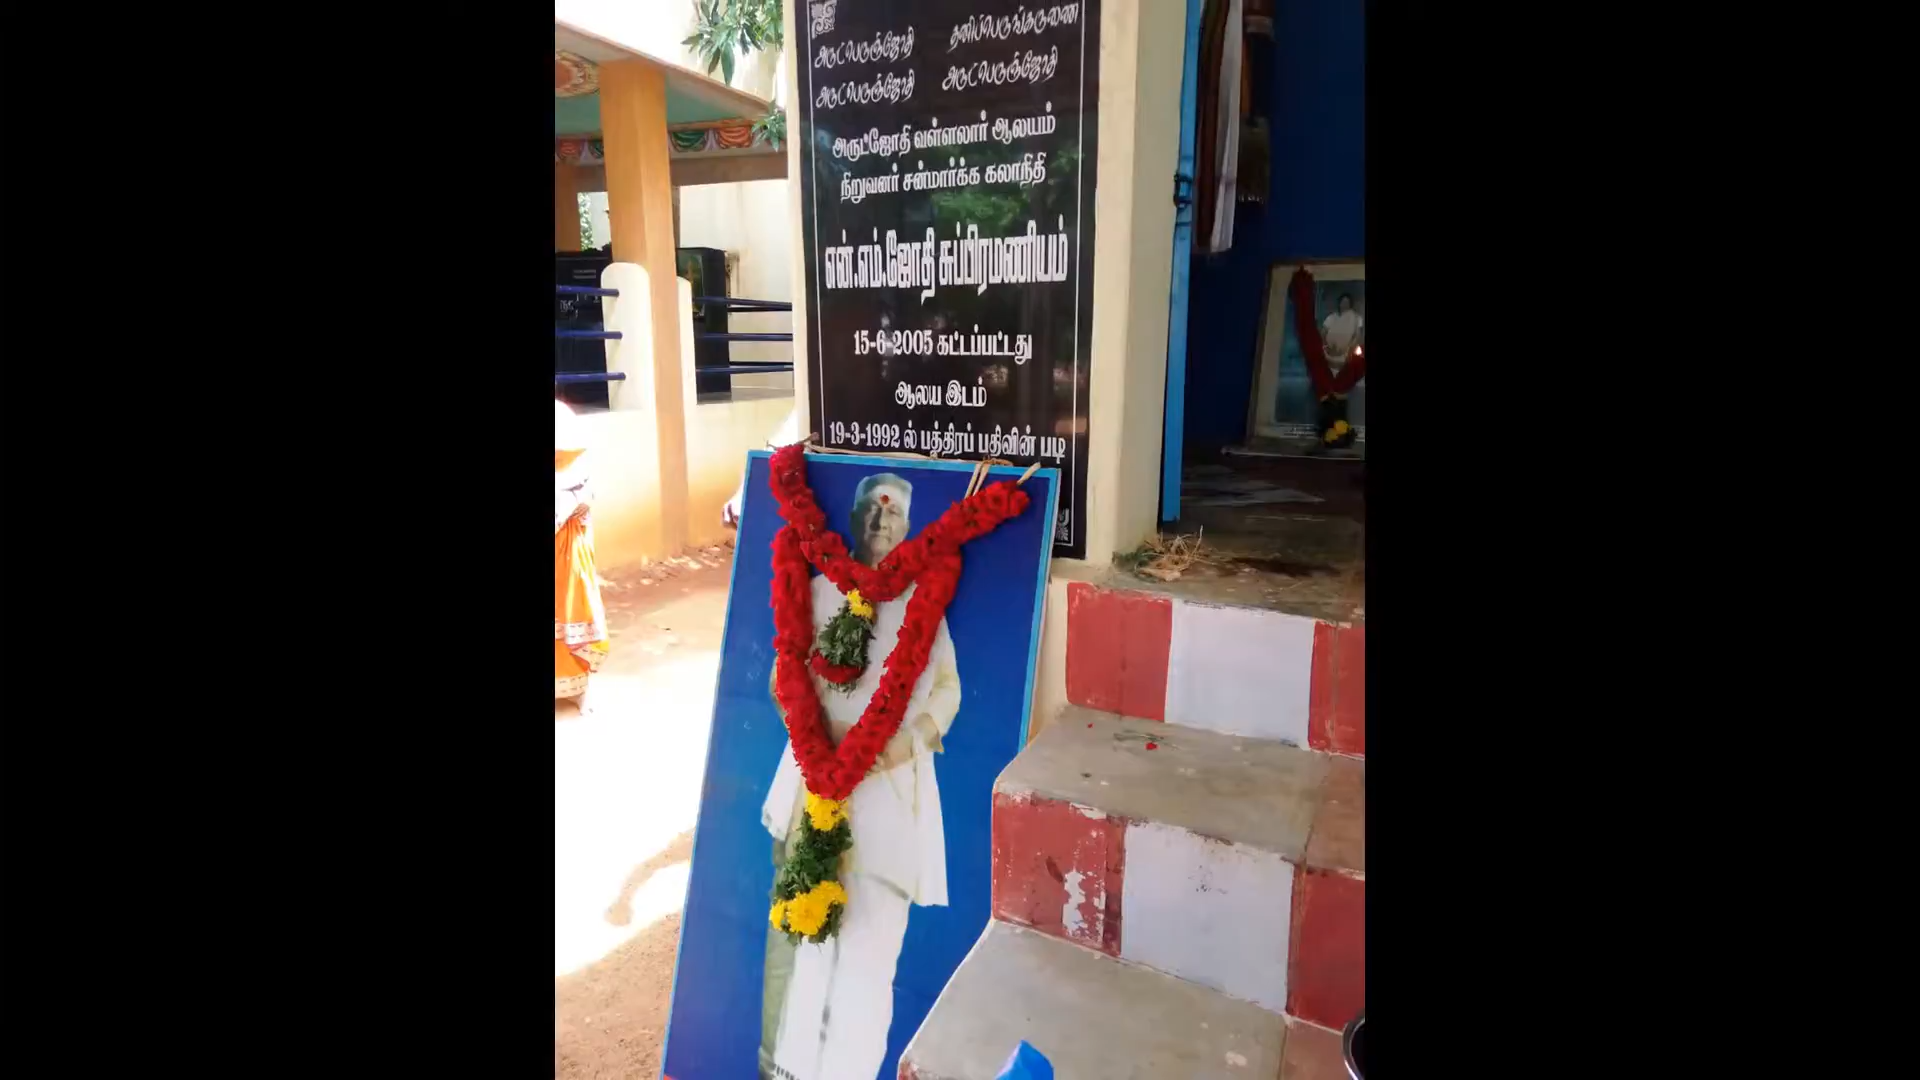 அருட்பெருஞ்ஜோதி தனிப்பெருங்கருணை
அருட்பெருஞ்ஜோதி அருட்பெருஞ்ஜோதி
அருட்ஜோதி வள்ளலார் ஆலயம்
நிறுவனர் சன்மார்க்க கலாநிதி
என்.எம்.ஜோதி சுப்பிரமணியம்
15-6-2005 கட்டப்பட்டது
ஆலய இடம்
19-3-1992 ல் பத்திரப் பதிவின் படி